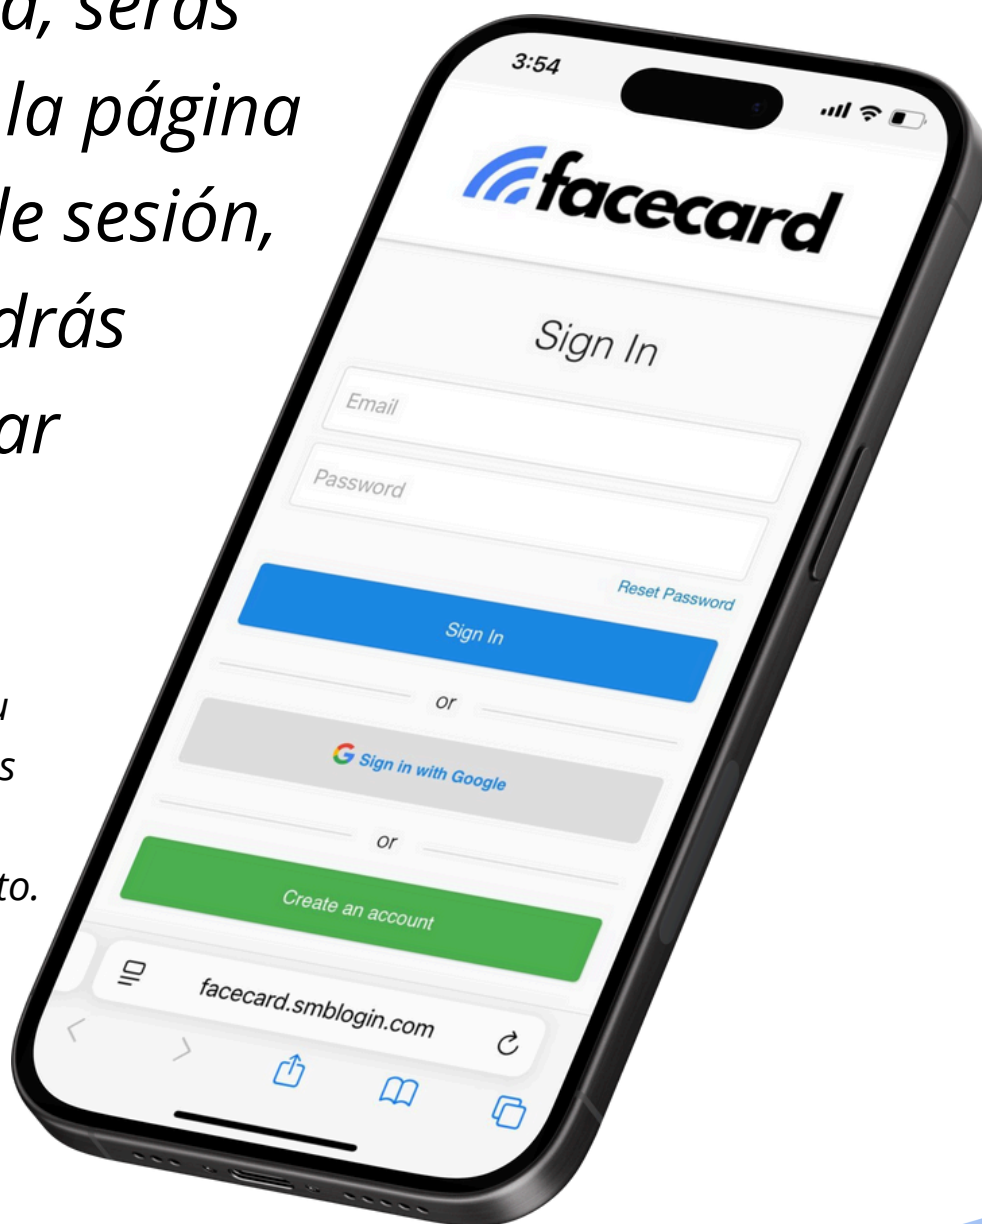 a, serás
la página
de sesión,
drás
ar
u
s
to.
3:54
facecard
Sign In
Email
Password
Reset Password
Sign In
or
Sign in with Google
or
Create an account
facecard.smblogin.com